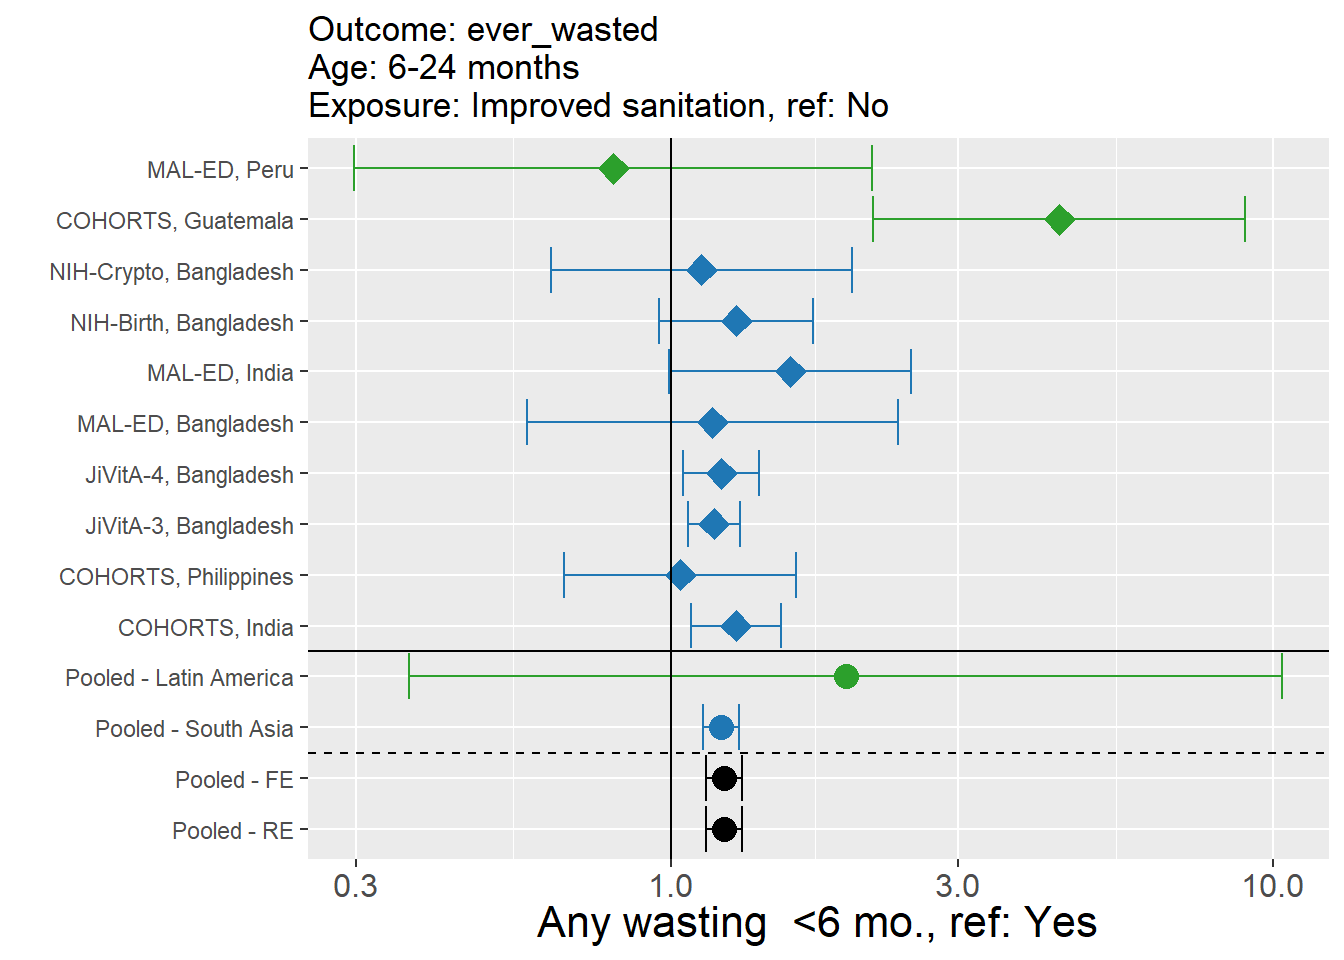 Outcome: ever_wasted
Age: 6-24 months
Exposure: Improved sanitation, ref: No
MAL-ED, Peru
COHORTS, Guatemala
NIH-Crypto, Bangladesh
NIH-Birth, Bangladesh
MAL-ED, India
MAL-ED, Bangladesh
JiVitA-4, Bangladesh
JiVitA-3, Bangladesh
COHORTS, Philippines
COHORTS, India
Pooled - Latin America
Pooled - South Asia
Pooled - FE
Pooled - RE
0.3 1.0 3.0 10.0
Any wasting  <6 mo., ref: Yes